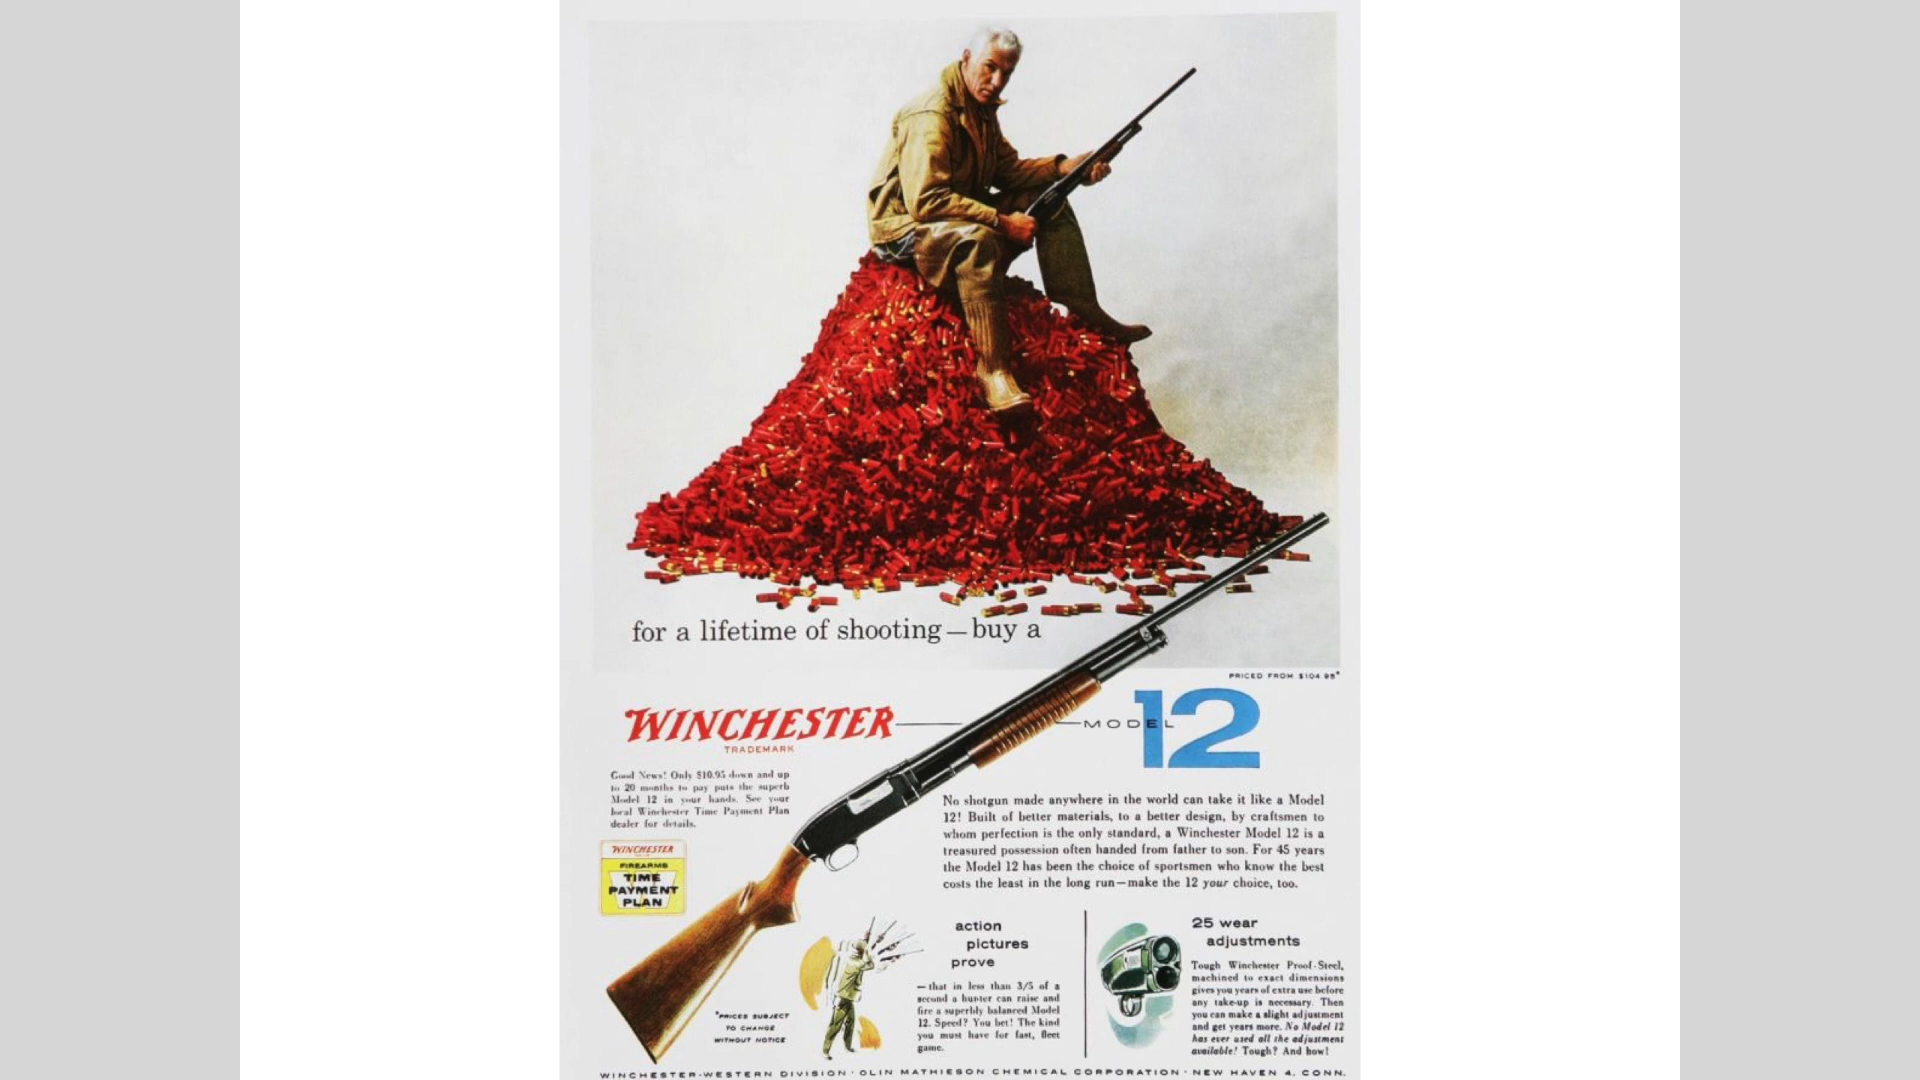 for a lifetime of shooting — buy a
PRICED FROM $104.95*
WINCHESTER
TRADEMARK
MODEL 12
Good News! Only $10.95 down and up
to 20 months to pay puts the superb
Model 12 in your hands. See your
local Winchester Time Payment Plan
dealer for details.
WINCHESTER
FIREARMS
TIME
PAYMENT
PLAN
No shotgun made anywhere in the world can take it like a Model
12! Built of better materials, to a better design, by craftsmen to
whom perfection is the only standard, a Winchester Model 12 is a
treasured possession often handed from father to son. For 45 years
the Model 12 has been the choice of sportsmen who know the best
costs the least in the long run—make the 12 your choice, too.
*PRICES SUBJECT
TO CHANGE
WITHOUT NOTICE
action
pictures
prove
—that in less than 3/5 of a
second a hunter can raise and
fire a superbly balanced Model
12. Speed? You bet! The kind
you must have for fast, fleet
game.
25 wear
adjustments
Tough Winchester Proof-Steel,
machined to exact dimensions
gives you years of extra use before
any take-up is necessary. Then
you can make a slight adjustment
and get years more. No Model 12
has ever used all the adjustment
available! Tough? And how!
WINCHESTER-WESTERN DIVISION · OLIN MATHIESON CHEMICAL CORPORATION · NEW HAVEN 4, CONN.